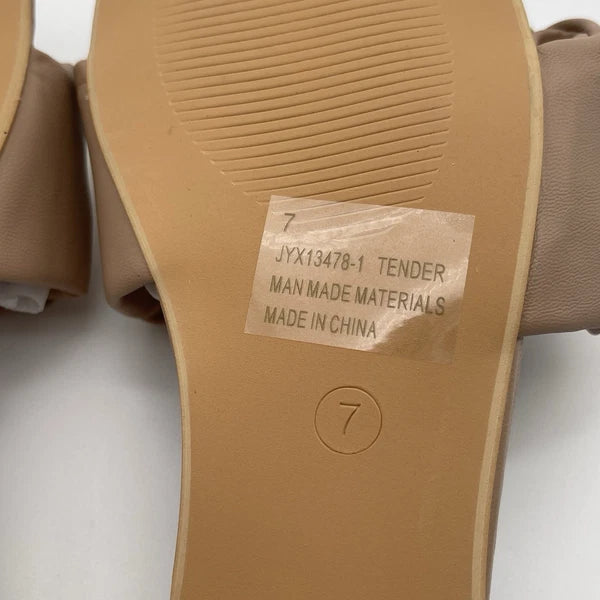 7
JYX13478-1 TENDER
MAN MADE MATERIALS
MADE IN CHINA
7